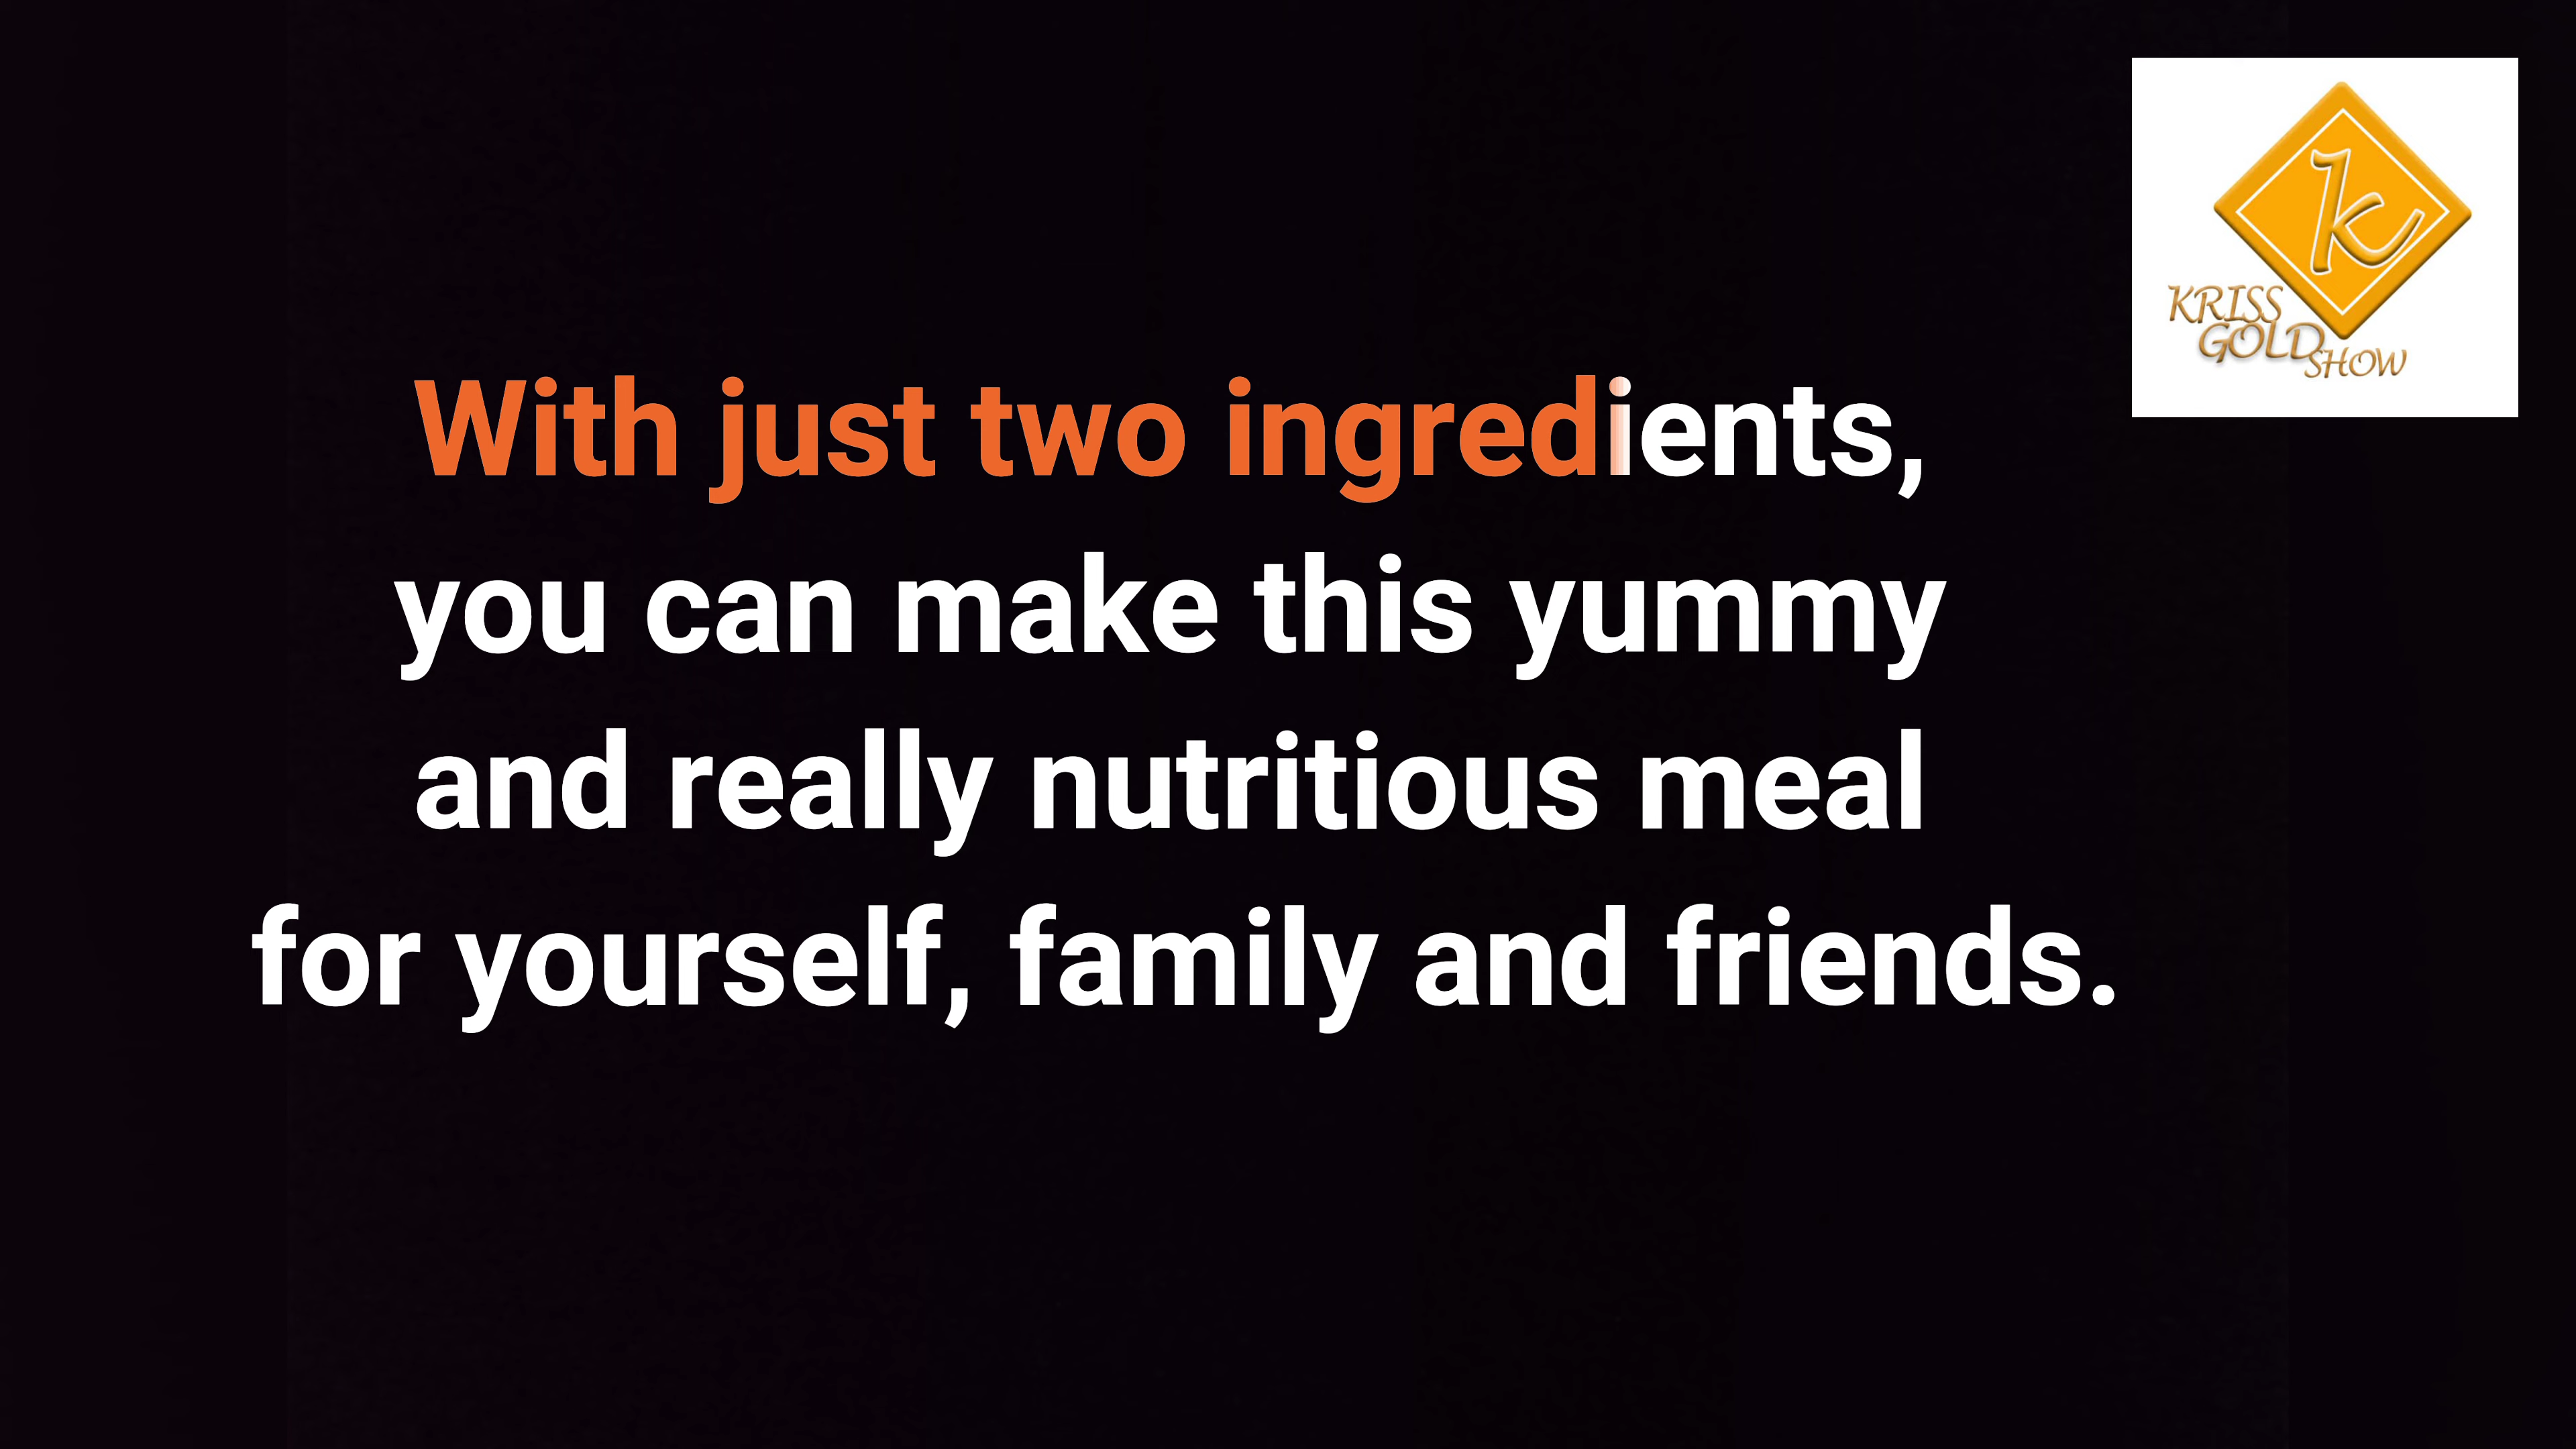 K
KRISS
GOLD
SHOW
With just two ingredients,
you can make this yummy
and really nutritious meal
for yourself, family and friends.